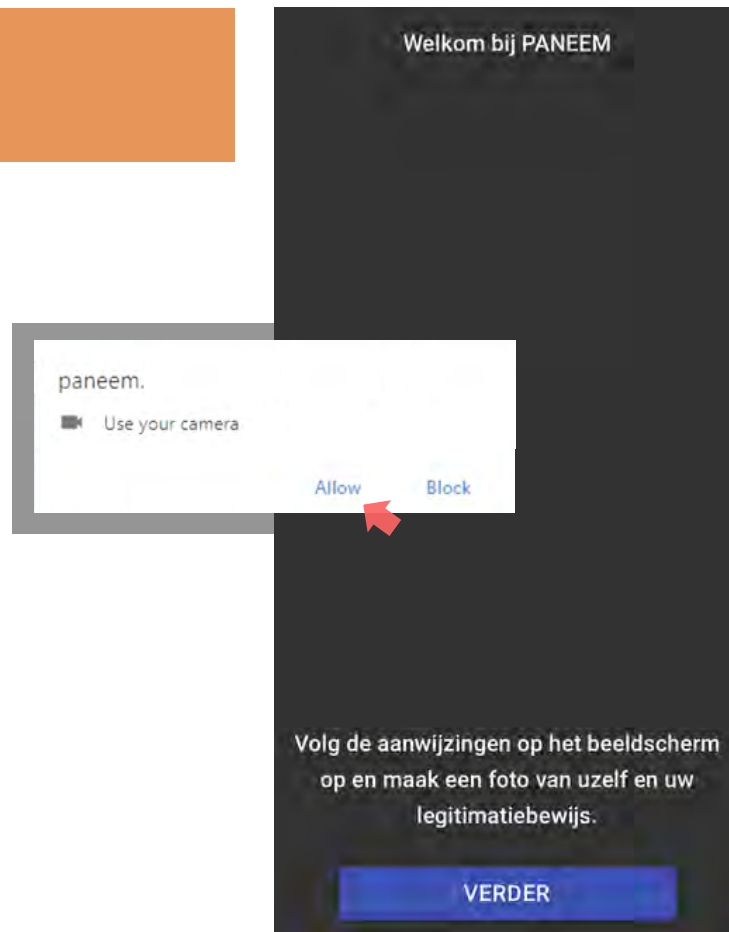 Welkom bij PANEEM
paneem.
Use your camera
Allow
Block
Volg de aanwijzingen op het beeldscherm
op en maak een foto van uzelf en uw
legitimatiebewijs.
VERDER